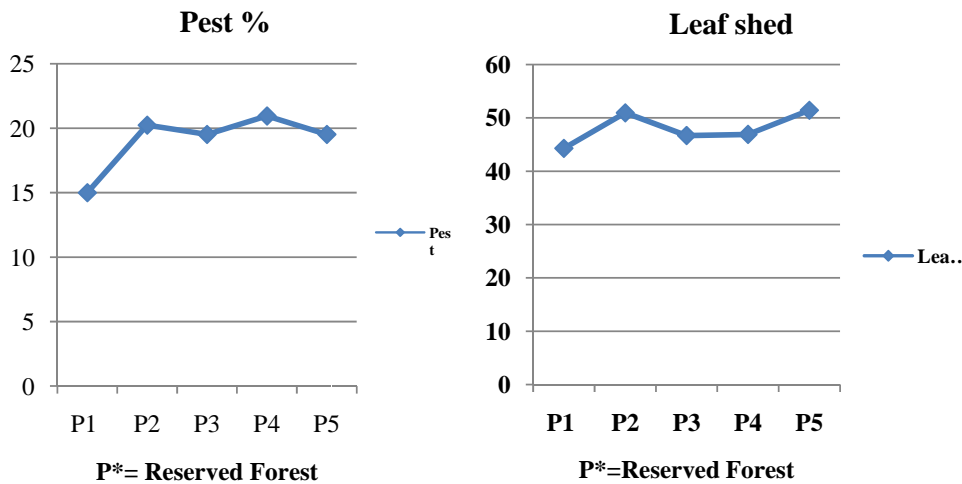 Pest %
25
20
15
10
5
0
P1 P2 P3 P4 P5
P*= Reserved Forest
Pes
t
Leaf shed
60
50
40
30
20
10
0
P1 P2 P3 P4 P5
P*=Reserved Forest
Lea..